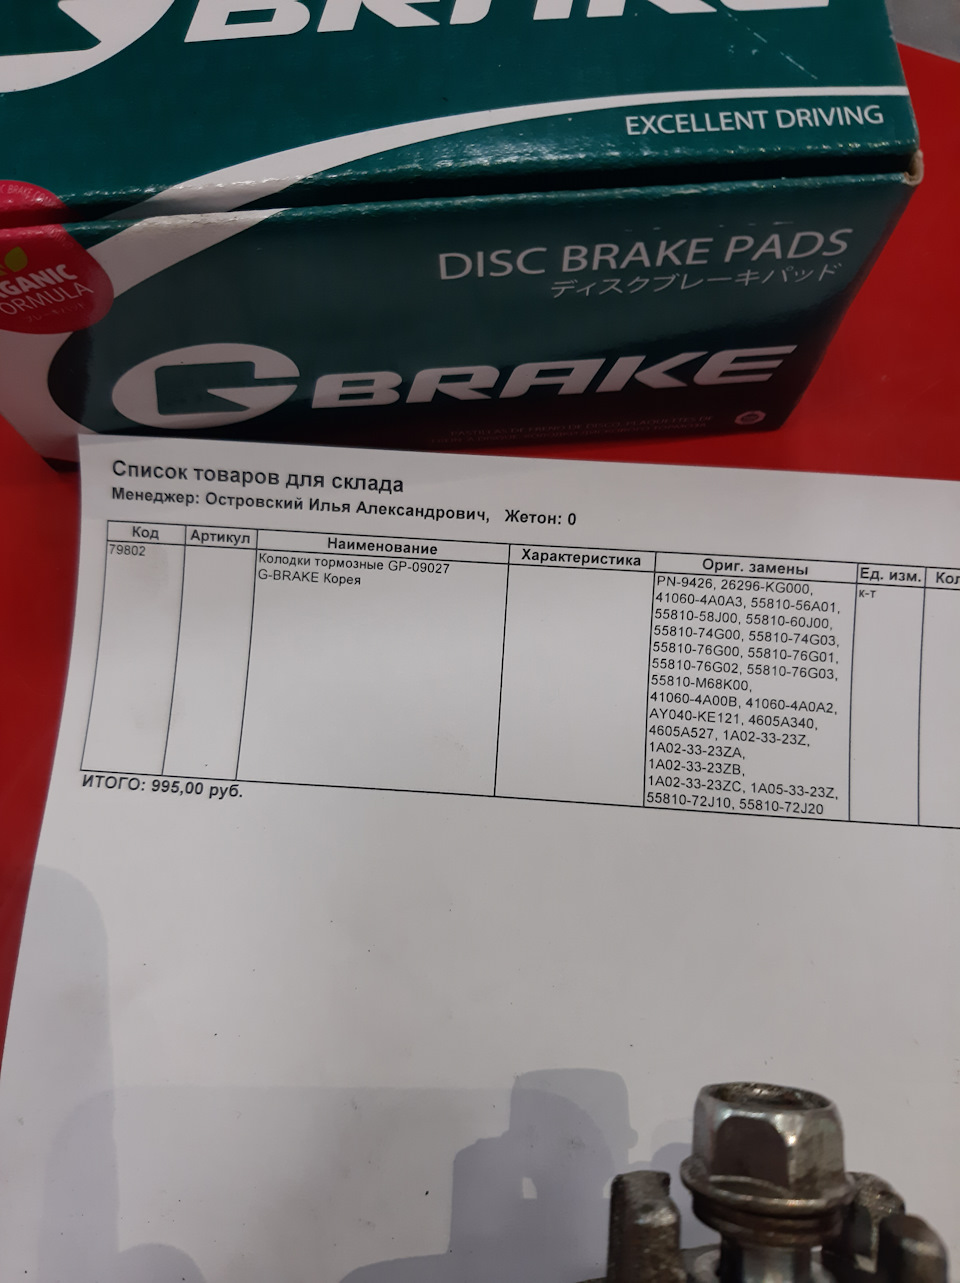 BRAKE
EXCELLENT DRIVING
DISC BRAKE PADS
ディスクブレーキパッド
G BRAKE
Список товаров для склада
Менеджер: Островский Илья Александрович, Жетон: 0
Код Артикул Наименование Характеристика Ориг. замены Ед. изм. Кол
79802 Колодки тормозные GP-09027 PN-9426, 26296-KG000, к-т
G-BRAKE Корея 41060-4A0A3, 55810-56A01,
55810-58J00, 55810-60J00,
55810-74G00, 55810-74G03,
55810-76G00, 55810-76G01,
55810-76G02, 55810-76G03,
55810-M68K00,
41060-4A00B, 41060-4A0A2,
AY040-KE121, 4605A340,
4605A527, 1A02-33-23Z,
1A02-33-23ZA,
1A02-33-23ZB,
1A02-33-23ZC, 1A05-33-23Z,
55810-72J10, 55810-72J20
ИТОГО: 995,00 руб.